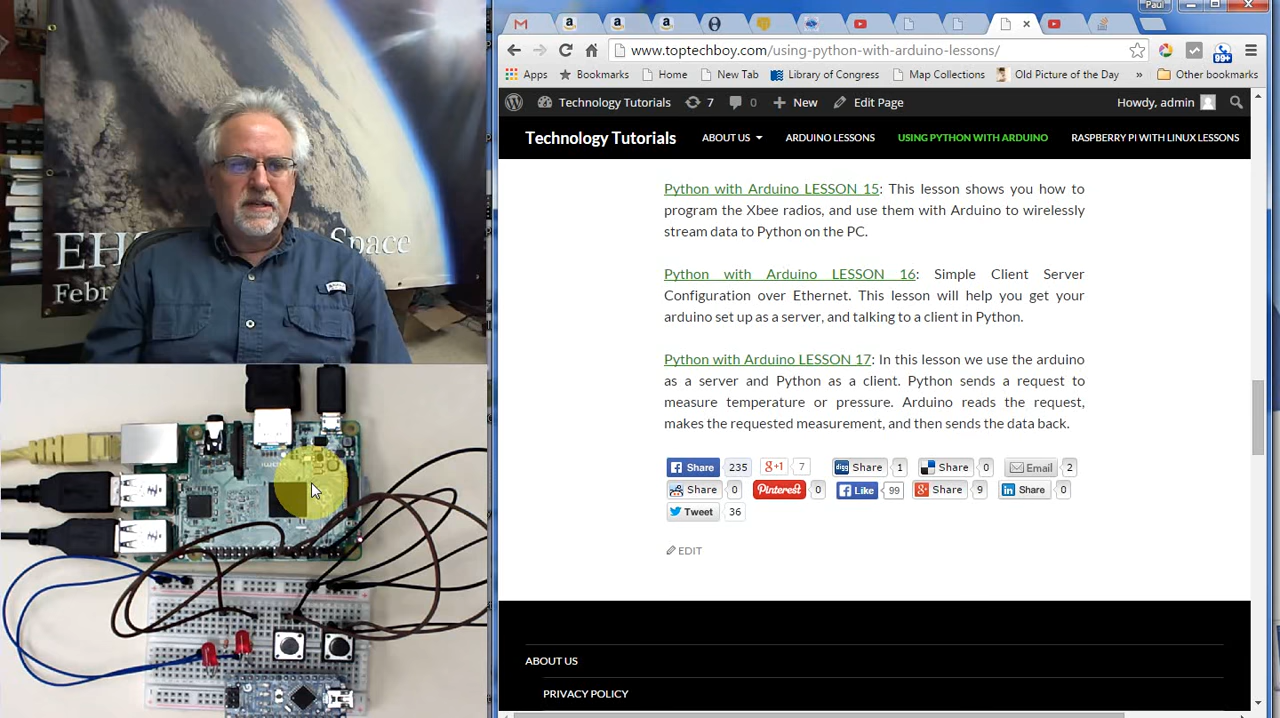 EH
Space
Febr
HDMI
Paul
www.toptechboy.com/using-python-with-arduino-lessons/
99+
Apps Bookmarks Home New Tab Library of Congress Map Collections Old Picture of the Day » Other bookmarks
Technology Tutorials 7 0 New Edit Page Howdy, admin
Technology Tutorials ABOUT US ARDUINO LESSONS USING PYTHON WITH ARDUINO RASPBERRY PI WITH LINUX LESSONS
Python with Arduino LESSON 15: This lesson shows you how to
program the Xbee radios, and use them with Arduino to wirelessly
stream data to Python on the PC.
Python with Arduino LESSON 16: Simple Client Server
Configuration over Ethernet. This lesson will help you get your
arduino set up as a server, and talking to a client in Python.
Python with Arduino LESSON 17: In this lesson we use the arduino
as a server and Python as a client. Python sends a request to
measure temperature or pressure. Arduino reads the request,
makes the requested measurement, and then sends the data back.
Share 235 g+1 7 digg Share 1 Share 0 Email 2
Share 0 Pinterest 0 Like 99 Share 9 Share 0
Tweet 36
EDIT
ABOUT US
PRIVACY POLICY